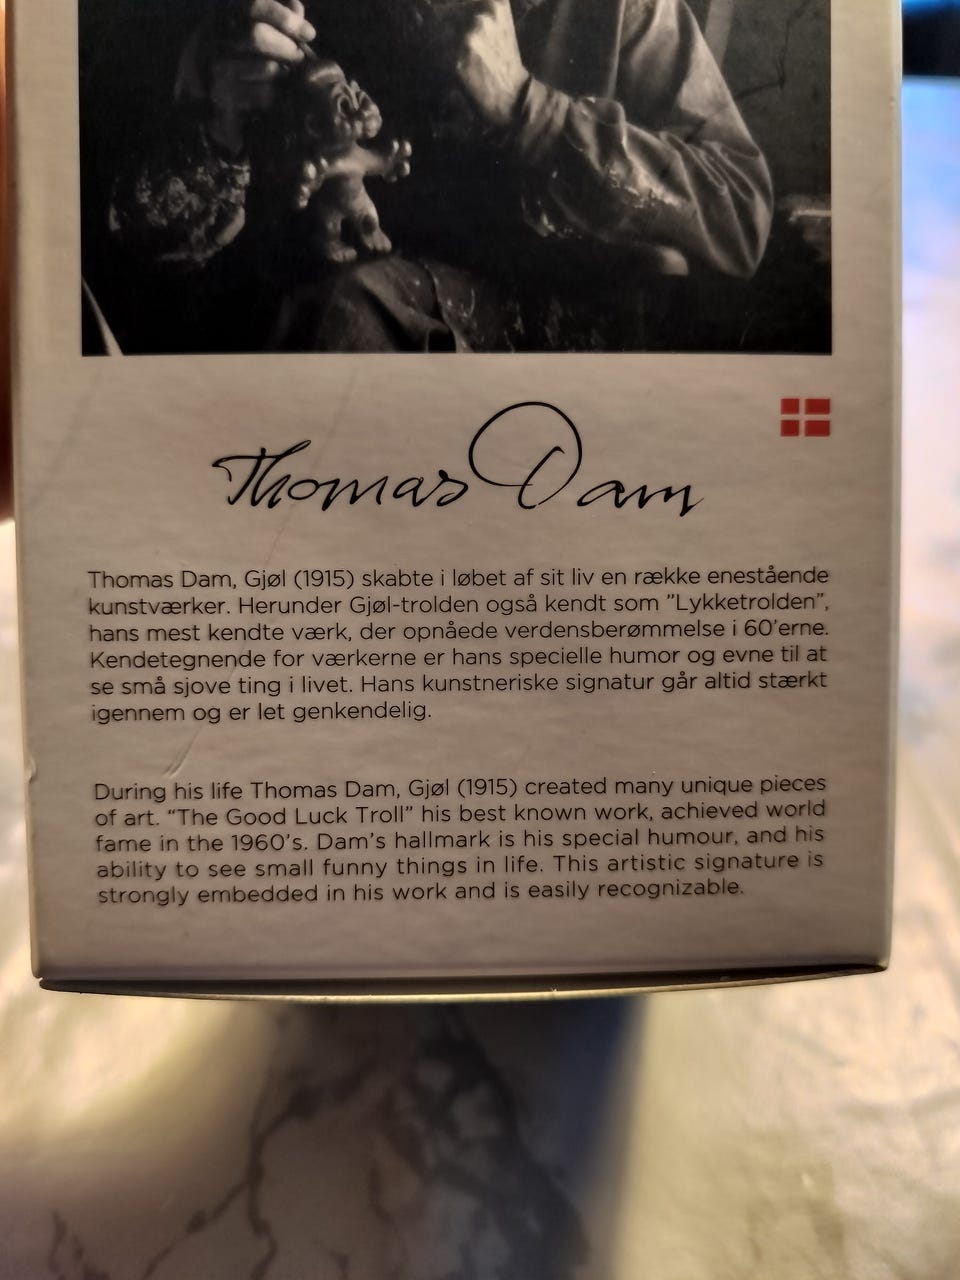 Thomas Dam
Thomas Dam, Gjøl (1915) skabte i løbet af sit liv en række enestående
kunstværker. Herunder Gjøl-trolden også kendt som ”Lykketrolden”,
hans mest kendte værk, der opnåede verdensberømmelse i 60’erne.
Kendetegnende for værkerne er hans specielle humor og evne til at
se små sjove ting i livet. Hans kunstneriske signatur går altid stærkt
igennem og er let genkendelig.
During his life Thomas Dam, Gjøl (1915) created many unique pieces
of art. “The Good Luck Troll” his best known work, achieved world
fame in the 1960’s. Dam’s hallmark is his special humour, and his
ability to see small funny things in life. This artistic signature is
strongly embedded in his work and is easily recognizable.